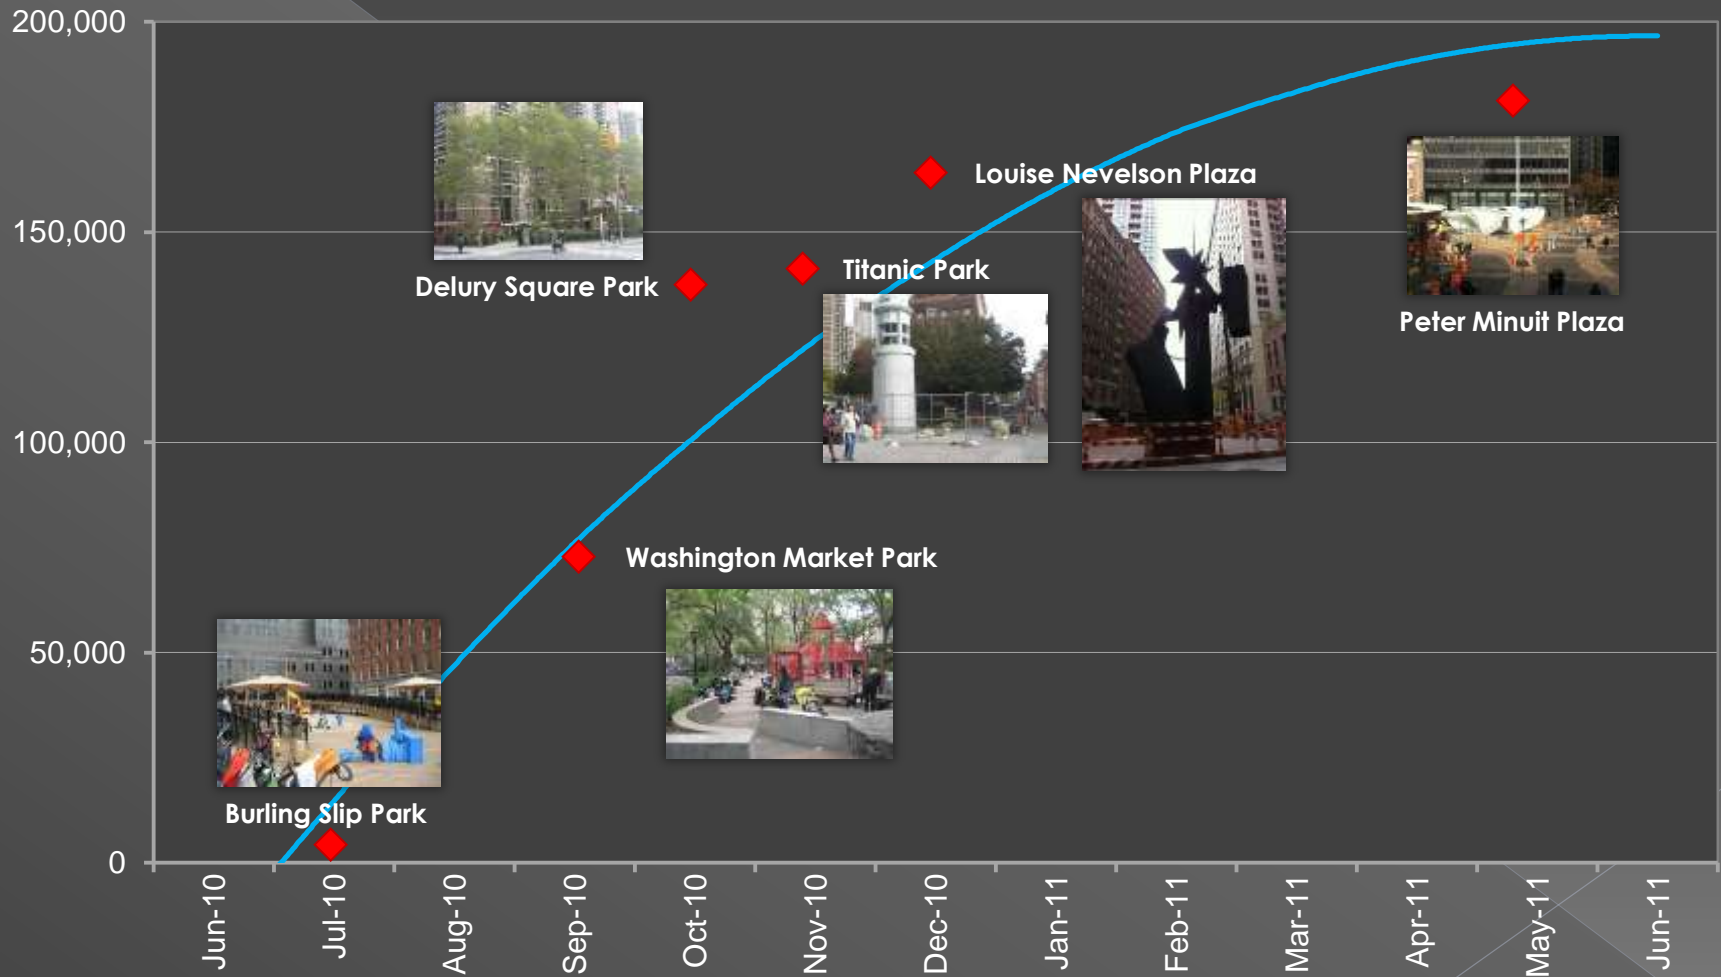 200,000
150,000
100,000
50,000
0
Louise Nevelson Plaza
Titanic Park
Delury Square Park
Peter Minuit Plaza
Washington Market Park
Burling Slip Park
Jun-10
Jul-10
Aug-10
Sep-10
Oct-10
Nov-10
Dec-10
Jan-11
Feb-11
Mar-11
Apr-11
May-11
Jun-11